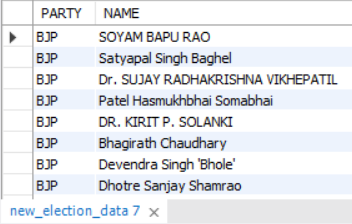 PARTY NAME
BJP SOYAM BAPU RAO
BJP Satyapal Singh Baghel
BJP Dr. SUJAY RADHAKRISHNA VIKHEPATIL
BJP Patel Hasmukhbhai Somabhai
BJP DR. KIRIT P. SOLANKI
BJP Bhagirath Chaudhary
BJP Devendra Singh 'Bhole'
BJP Dhotre Sanjay Shamrao
new_election_data 7